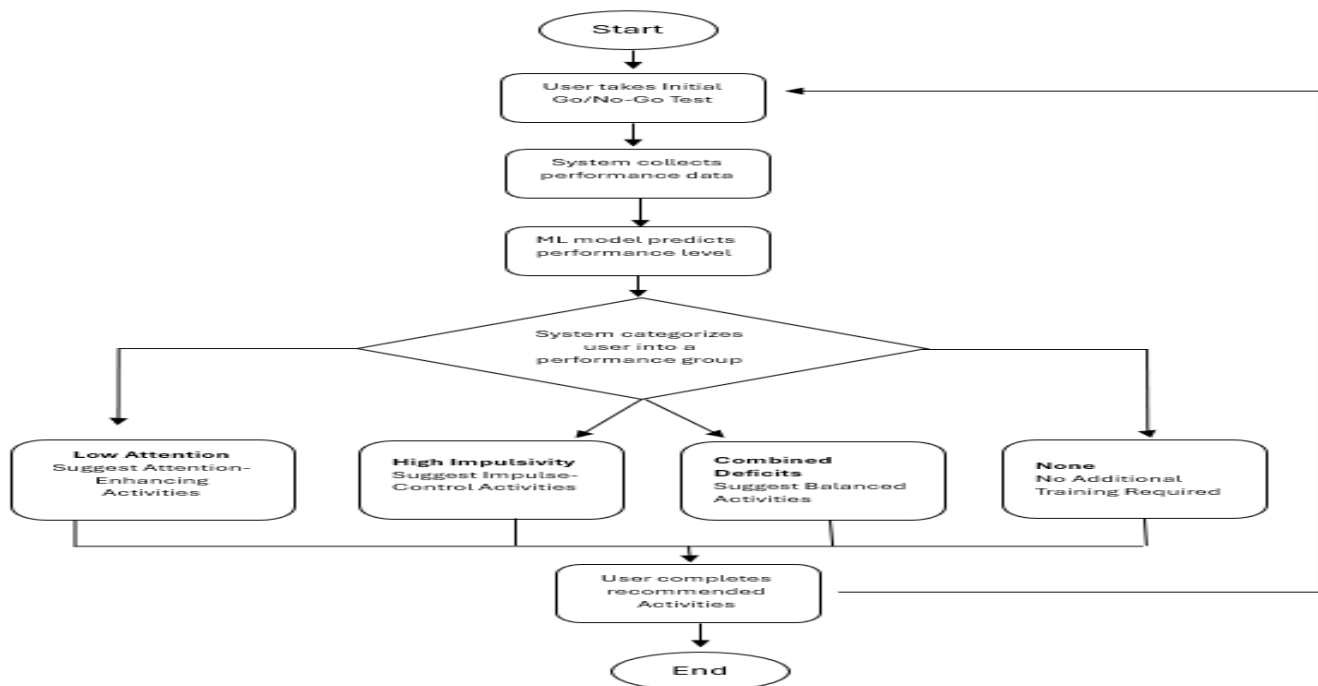 Start
User takes Initial
Go/No-Go Test
System collects
performance data
ML model predicts
performance level
System categorizes
user into a
performance group
Low Attention
Suggest Attention-
Enhancing
Activities
High Impulsivity
Suggest Impulse-
Control Activities
Combined
Deficits
Suggest Balanced
Activities
None
No Additional
Training Required
User completes
recommended
Activities
End